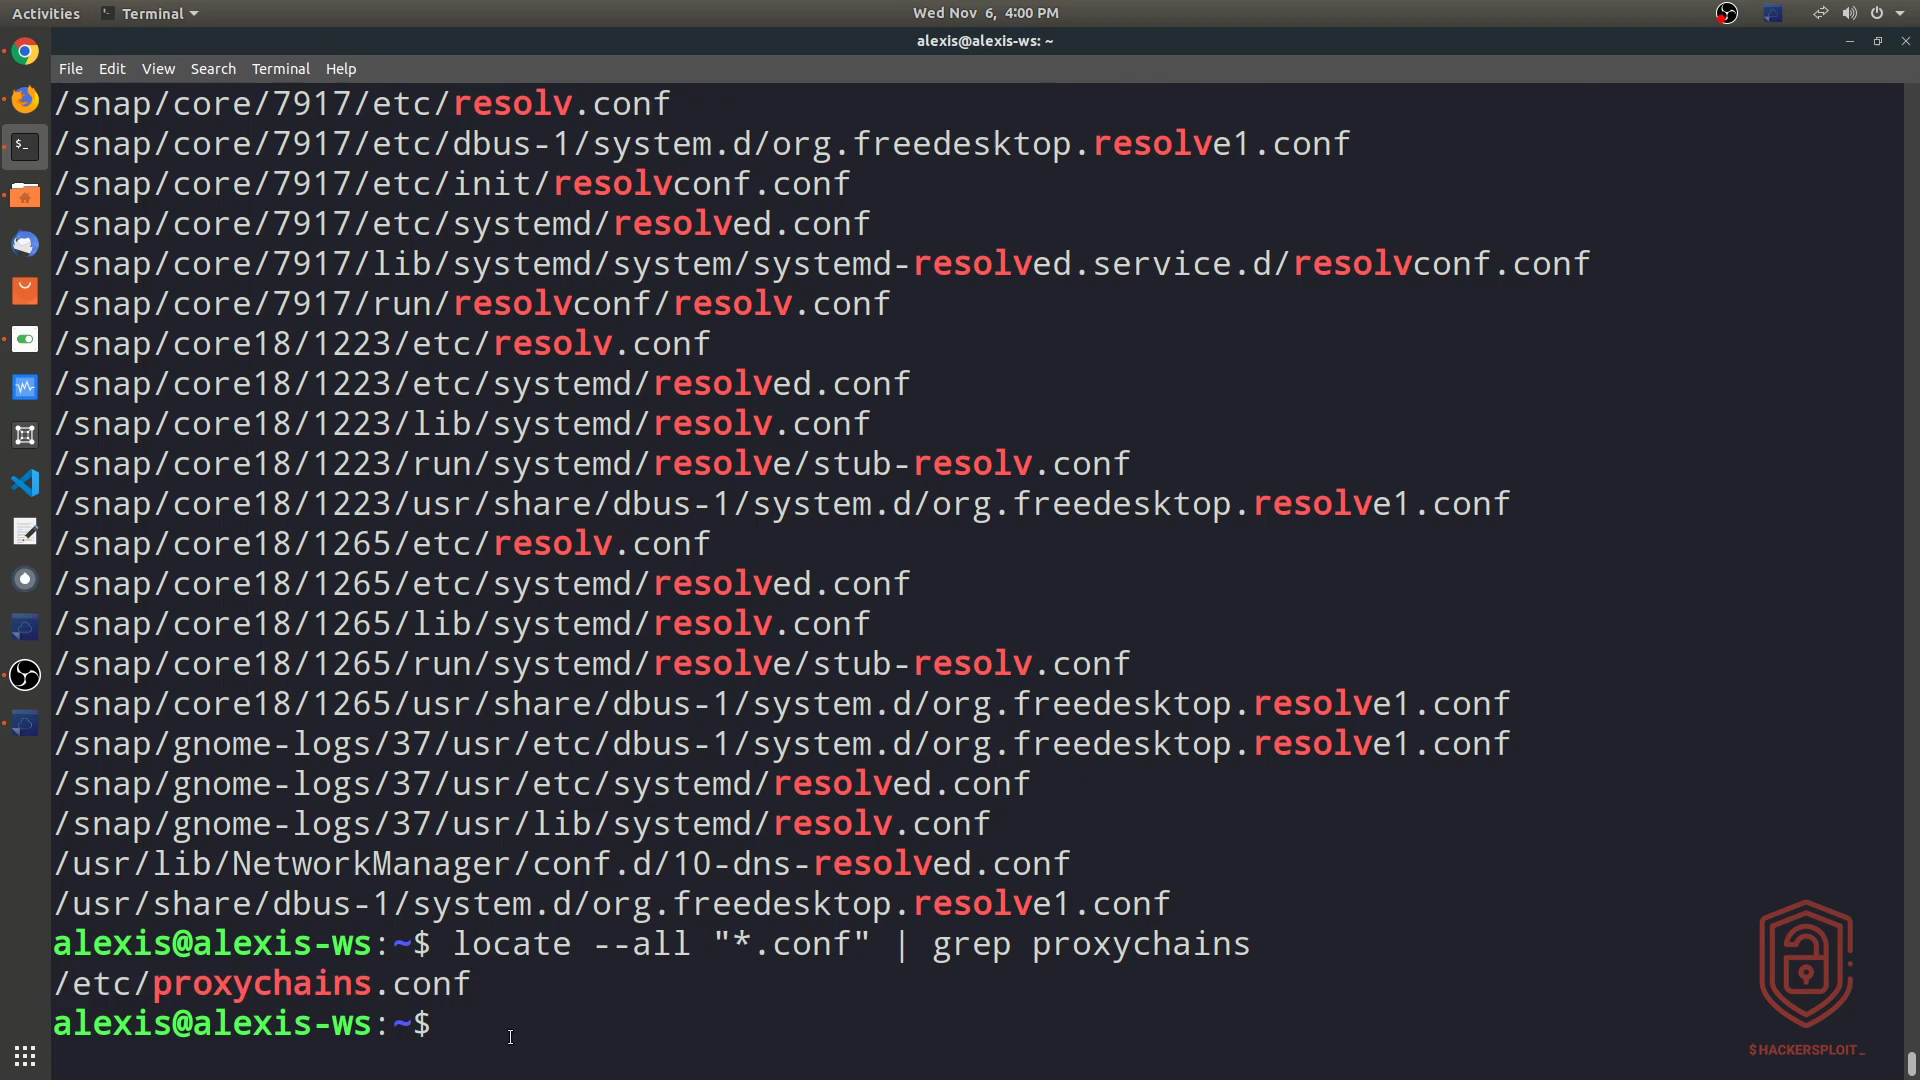 Activities Terminal Wed Nov 6, 4:00 PM
alexis@alexis-ws: ~
File Edit View Search Terminal Help
/snap/core/7917/etc/resolv.conf
/snap/core/7917/etc/dbus-1/system.d/org.freedesktop.resolve1.conf
/snap/core/7917/etc/init/resolvconf.conf
/snap/core/7917/etc/systemd/resolved.conf
/snap/core/7917/lib/systemd/system/systemd-resolved.service.d/resolvconf.conf
/snap/core/7917/run/resolvconf/resolv.conf
/snap/core18/1223/etc/resolv.conf
/snap/core18/1223/etc/systemd/resolved.conf
/snap/core18/1223/lib/systemd/resolv.conf
/snap/core18/1223/run/systemd/resolve/stub-resolv.conf
/snap/core18/1223/usr/share/dbus-1/system.d/org.freedesktop.resolve1.conf
/snap/core18/1265/etc/resolv.conf
/snap/core18/1265/etc/systemd/resolved.conf
/snap/core18/1265/lib/systemd/resolv.conf
/snap/core18/1265/run/systemd/resolve/stub-resolv.conf
/snap/core18/1265/usr/share/dbus-1/system.d/org.freedesktop.resolve1.conf
/snap/gnome-logs/37/usr/etc/dbus-1/system.d/org.freedesktop.resolve1.conf
/snap/gnome-logs/37/usr/etc/systemd/resolved.conf
/snap/gnome-logs/37/usr/lib/systemd/resolv.conf
/usr/lib/NetworkManager/conf.d/10-dns-resolved.conf
/usr/share/dbus-1/system.d/org.freedesktop.resolve1.conf
alexis@alexis-ws:~$ locate --all "*.conf" | grep proxychains
/etc/proxychains.conf
alexis@alexis-ws:~$
$HACKERSPLOIT_